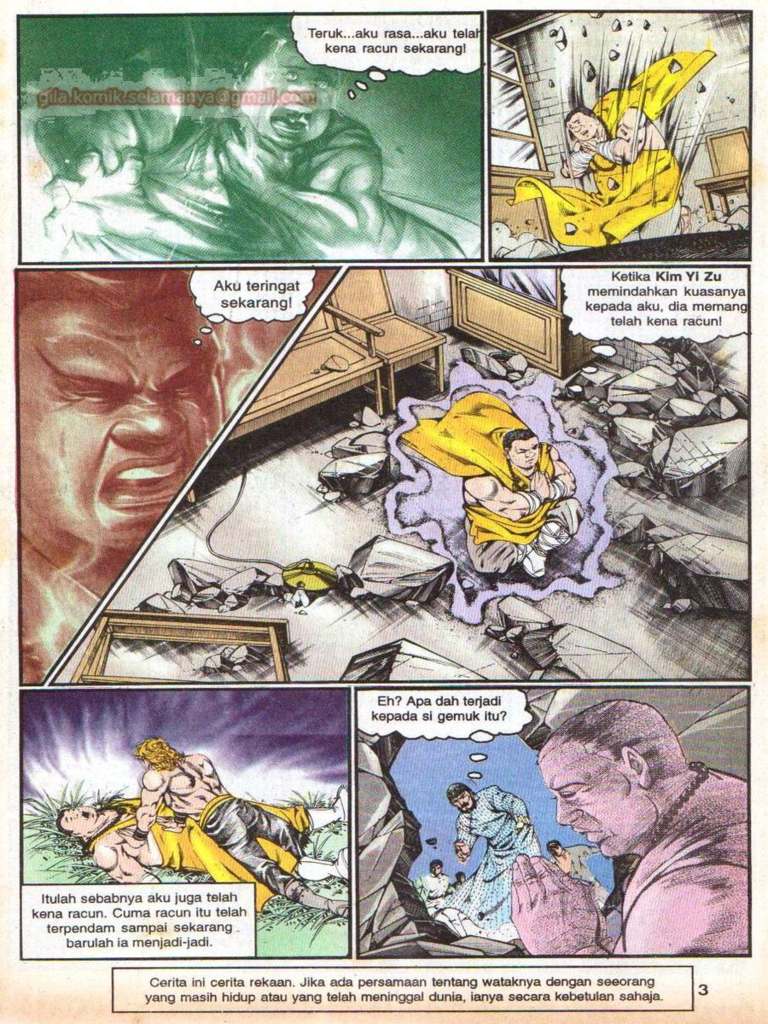 Teruk...aku rasa...aku telah
kena racun sekarang!
gila.komik.selamanya@gmail.com
Aku teringat
sekarang!
Ketika Kim Yi Zu
memindahkan kuasanya
kepada aku, dia memang
telah kena racun!
Itulah sebabnya aku juga telah
kena racun. Cuma racun itu telah
terpendam sampai sekarang
barulah ia menjadi-jadi.
Eh? Apa dah terjadi
kepada si gemuk itu?
Cerita ini cerita rekaan. Jika ada persamaan tentang wataknya dengan seeorang
yang masih hidup atau yang telah meninggal dunia, ianya secara kebetulan sahaja.
3